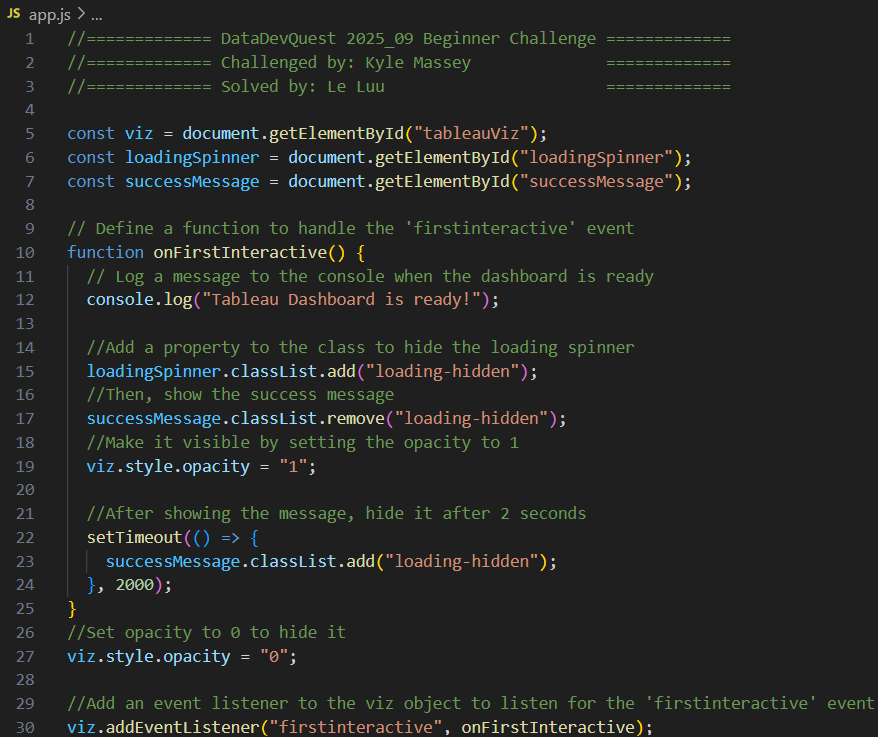 JS app.js > ...
1 //============= DataDevQuest 2025_09 Beginner Challenge =============
2 //============= Challenged by: Kyle Massey              =============
3 //============= Solved by: Le Luu                       =============
4
5 const viz = document.getElementById("tableauViz");
6 const loadingSpinner = document.getElementById("loadingSpinner");
7 const successMessage = document.getElementById("successMessage");
8
9 // Define a function to handle the 'firstinteractive' event
10 function onFirstInteractive() {
11   // Log a message to the console when the dashboard is ready
12   console.log("Tableau Dashboard is ready!");
13
14   //Add a property to the class to hide the loading spinner
15   loadingSpinner.classList.add("loading-hidden");
16   //Then, show the success message
17   successMessage.classList.remove("loading-hidden");
18   //Make it visible by setting the opacity to 1
19   viz.style.opacity = "1";
20
21   //After showing the message, hide it after 2 seconds
22   setTimeout(() => {
23     successMessage.classList.add("loading-hidden");
24   }, 2000);
25 }
26 //Set opacity to 0 to hide it
27 viz.style.opacity = "0";
28
29 //Add an event listener to the viz object to listen for the 'firstinteractive' event
30 viz.addEventListener("firstinteractive", onFirstInteractive);